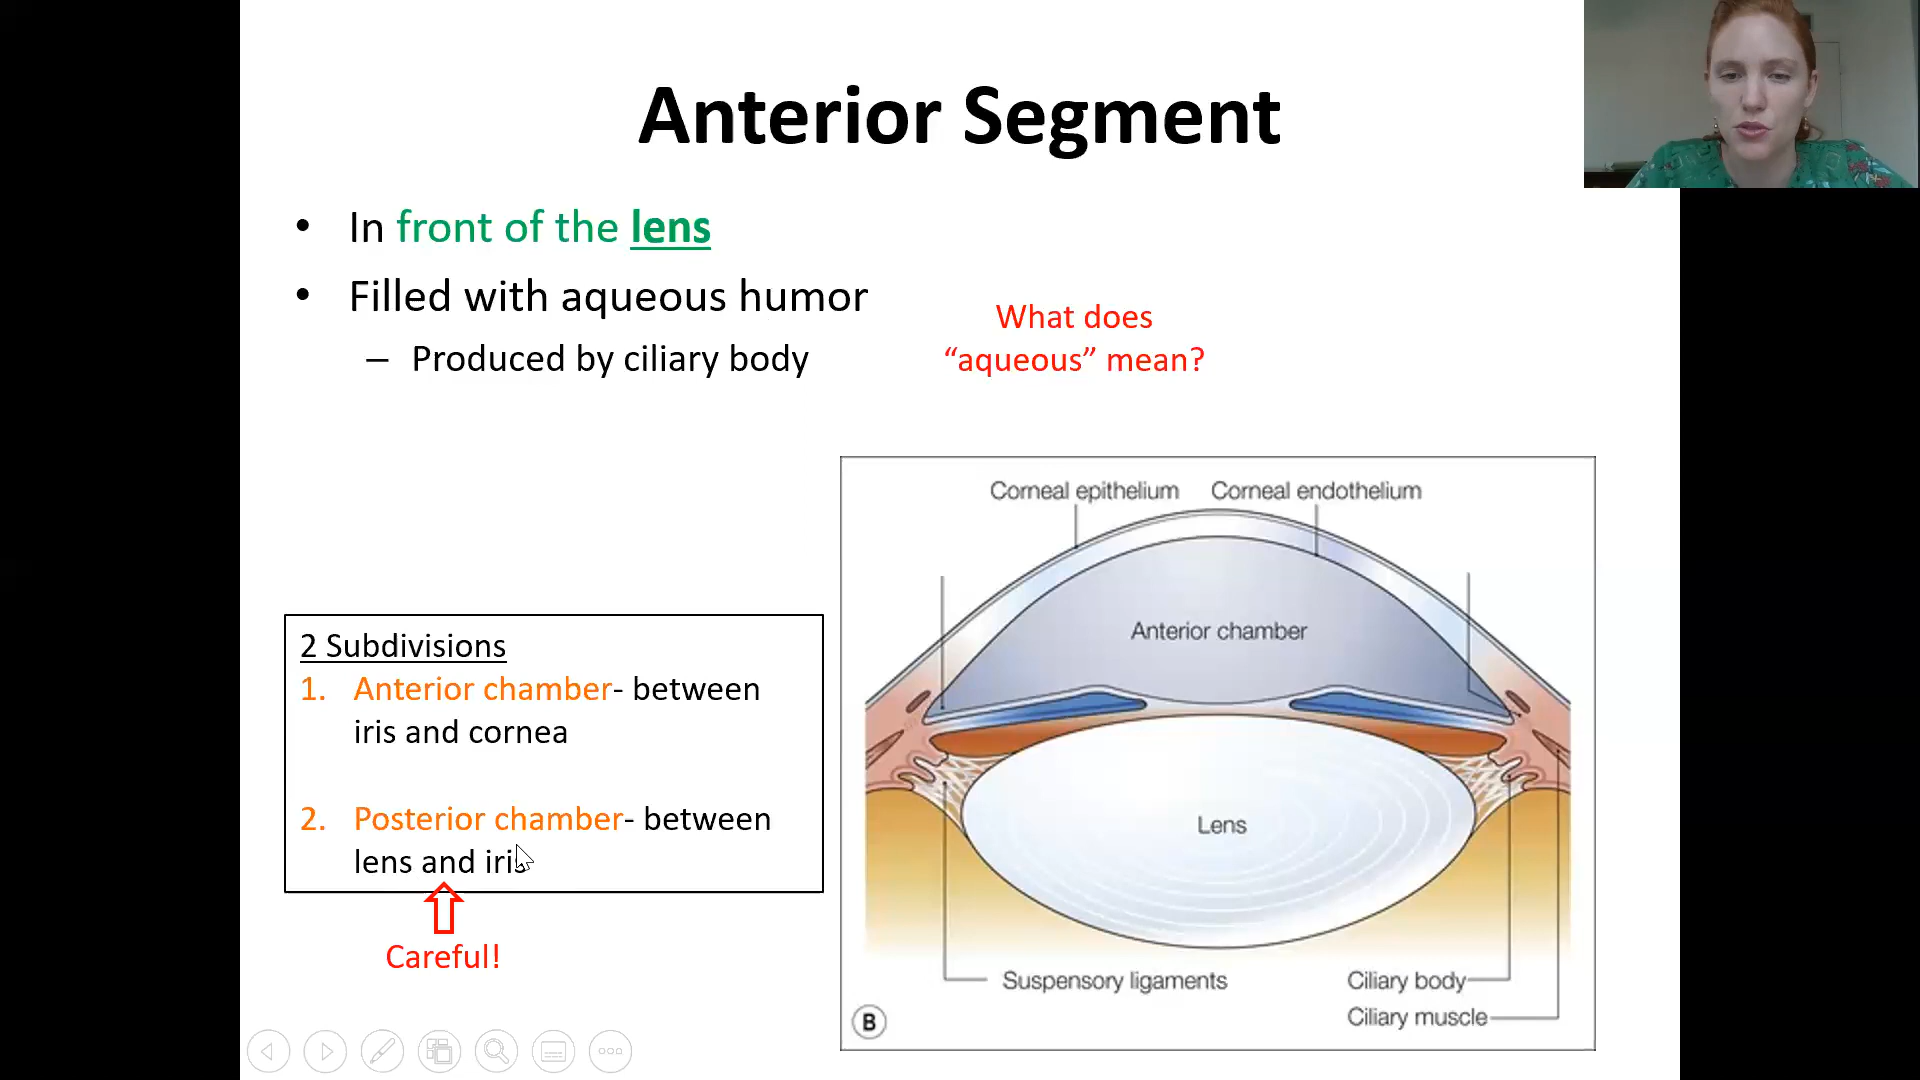 Anterior Segment
• In front of the lens
• Filled with aqueous humor
– Produced by ciliary body
What does
“aqueous” mean?
2 Subdivisions
1. Anterior chamber- between
iris and cornea
2. Posterior chamber- between
lens and iris
Careful!
Corneal epithelium Corneal endothelium
Anterior chamber
Lens
Suspensory ligaments
Ciliary body
Ciliary muscle
B